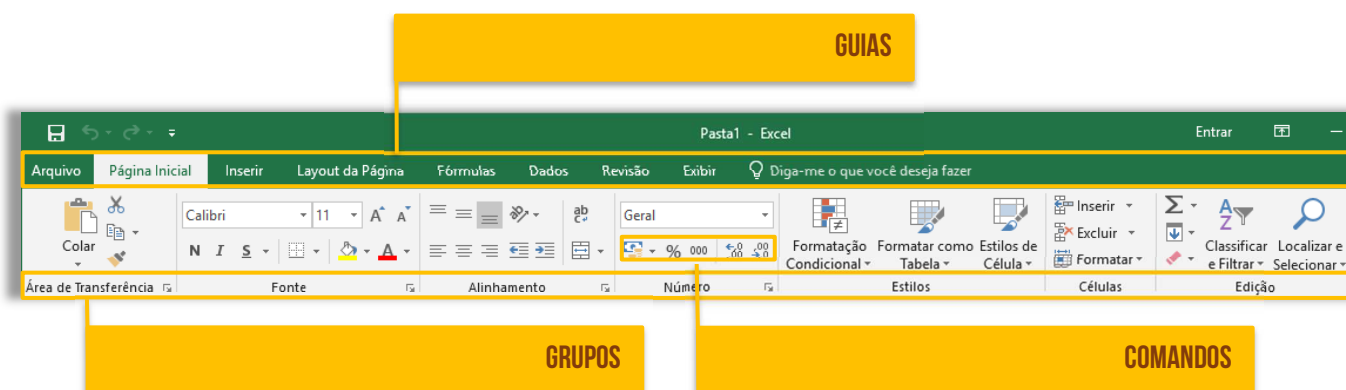 GUIAS
Pasta1 - Excel
Entrar
Arquivo Página Inicial Inserir Layout da Página Fórmulas Dados Revisão Exibir Diga-me o que você deseja fazer
Calibri 11 A A ab Geral Inserir Σ A Z
Colar N I S A % 000 Formatação Condicional Formatar como Tabela Estilos de Célula Excluir Formatar Classificar e Filtrar Localizar e Selecionar
Área de Transferência Fonte Alinhamento Número Estilos Células Edição
GRUPOS COMANDOS